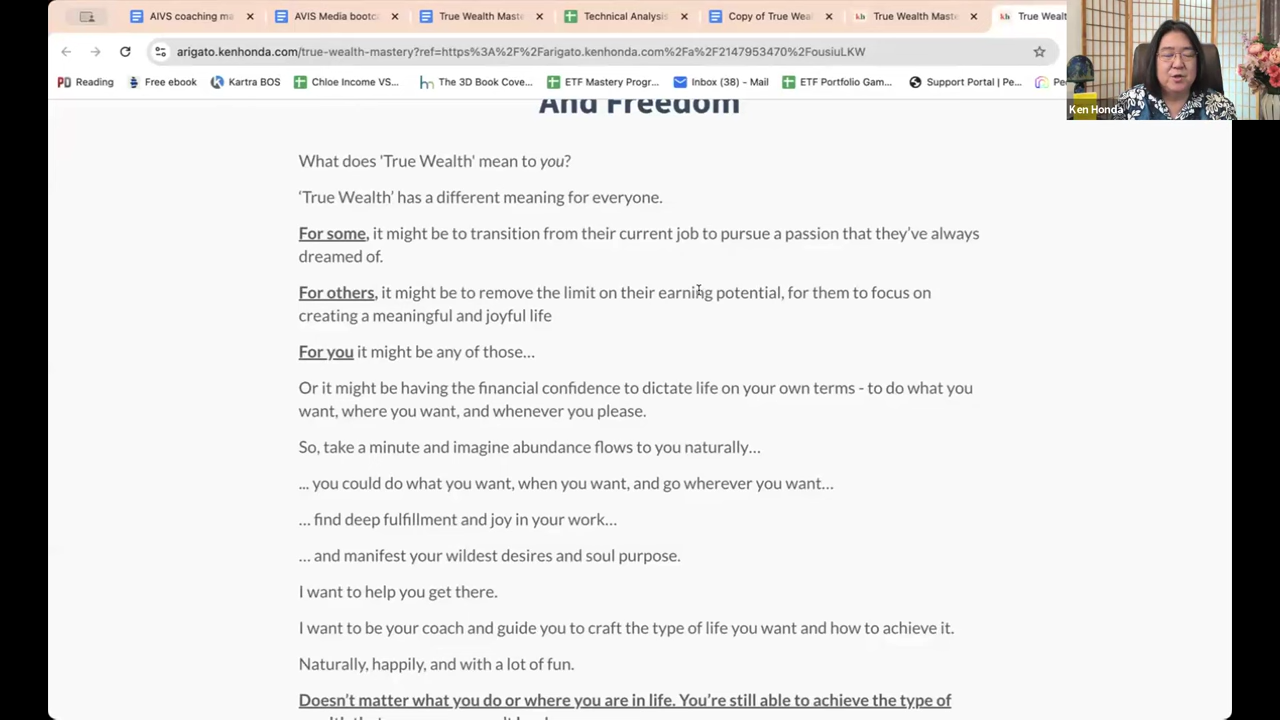 AIVS coaching ma
AVIS Media bootc
True Wealth Maste
Technical Analysis
Copy of True Wea
True Wealth Maste
True Wealt
arigato.kenhonda.com/true-wealth-mastery?ref=https%3A%2F%2Farigato.kenhonda.com%2Fa%2F2147953470%2FousiuLKW
PD Reading
Free ebook
Kartra BOS
Chloe Income VS...
The 3D Book Cove...
ETF Mastery Progr...
Inbox (38) – Mail
ETF Portfolio Gam...
Support Portal | Pe...
Pe
Ken Honda
And Freedom
What does 'True Wealth' mean to you?
‘True Wealth’ has a different meaning for everyone.
For some, it might be to transition from their current job to pursue a passion that they’ve always
dreamed of.
For others, it might be to remove the limit on their earning potential, for them to focus on
creating a meaningful and joyful life
For you it might be any of those…
Or it might be having the financial confidence to dictate life on your own terms - to do what you
want, where you want, and whenever you please.
So, take a minute and imagine abundance flows to you naturally…
... you could do what you want, when you want, and go wherever you want…
… find deep fulfillment and joy in your work…
… and manifest your wildest desires and soul purpose.
I want to help you get there.
I want to be your coach and guide you to craft the type of life you want and how to achieve it.
Naturally, happily, and with a lot of fun.
Doesn’t matter what you do or where you are in life. You’re still able to achieve the type of